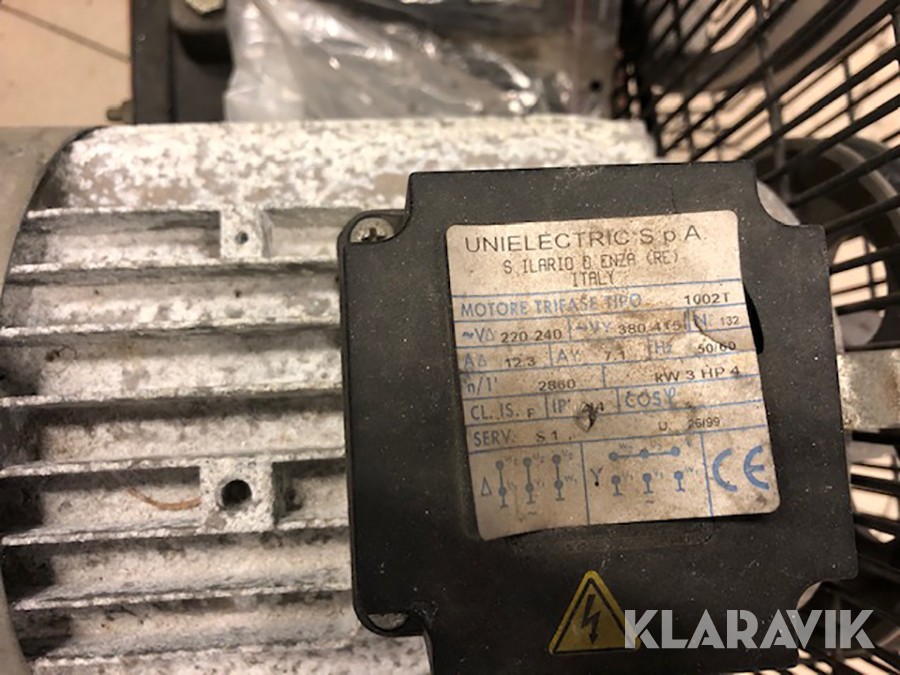 UNIELECTRIC S.p.A.
S. ILARIO D'ENZA (RE)
ITALY
MOTORE TRIFASE TIPO 1002T
~VΔ 220 240 ~VY 380 415 N° 132
AΔ 12.3 AY 7.1 Hz 50/60
n/1' 2860 kW 3 HP 4
CL. IS. F IP COSφ
SERV. S 1 26/99
Δ Y CE
KLARAVIK